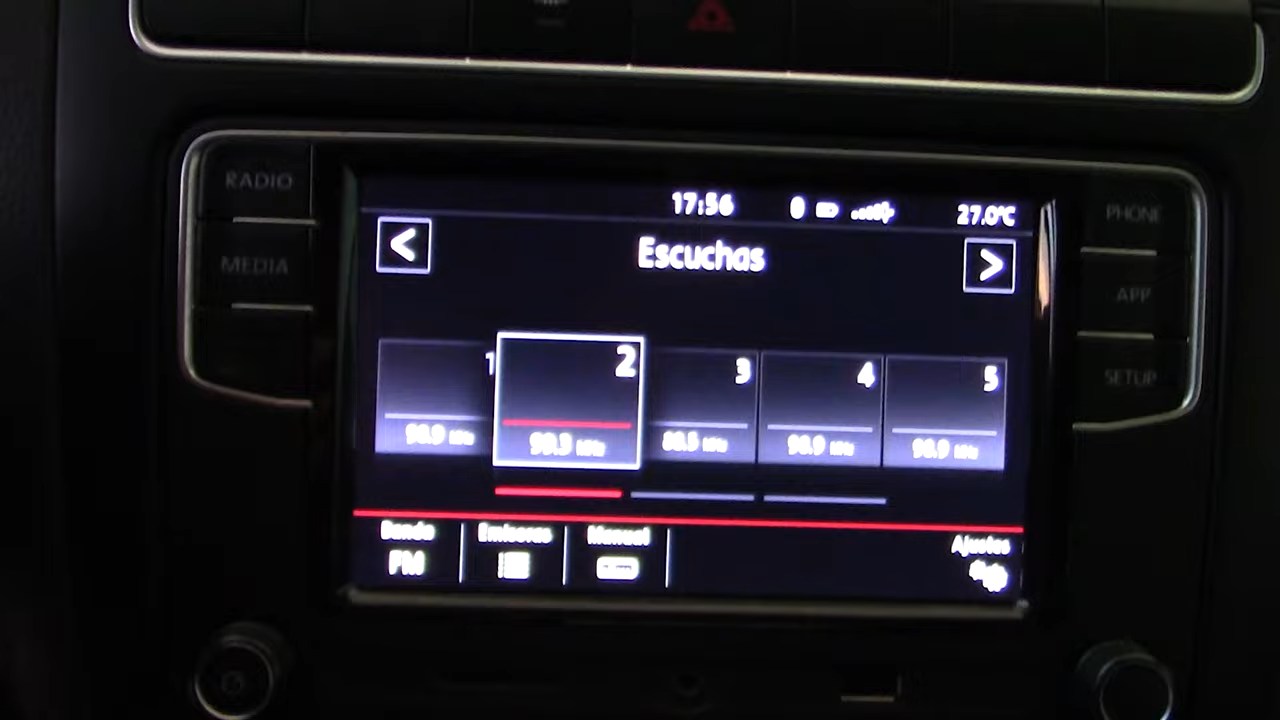 RADIO
MEDIA
PHONE
APP
SETUP
17:56
27.0°C
<
Escuchas
>
1
2
3
4
5
Banda
Emisoras
Manual
Ajustes
FM